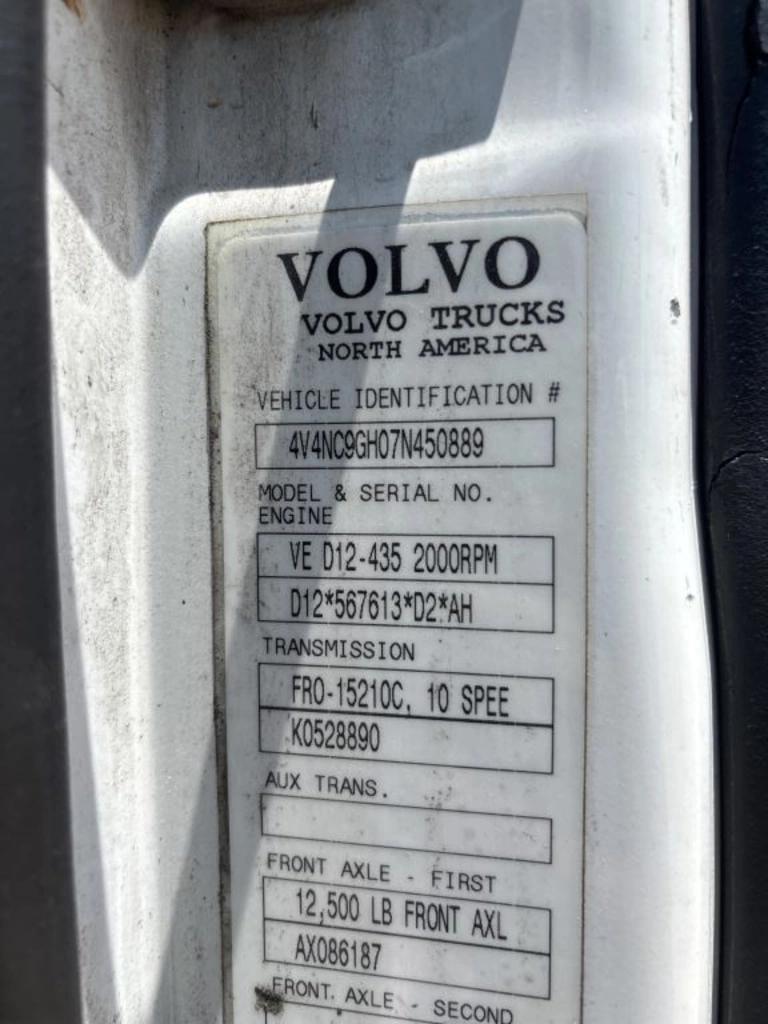 VOLVO
VOLVO TRUCKS
NORTH AMERICA
VEHICLE IDENTIFICATION #
4V4NC9GH07N450889
MODEL & SERIAL NO.
ENGINE
VE D12-435 2000RPM
D12*567613*D2*AH
TRANSMISSION
FRO-15210C, 10 SPEE
K0528890
AUX TRANS.
FRONT AXLE - FIRST
12,500 LB FRONT AXL
AX086187
FRONT. AXLE - SECOND